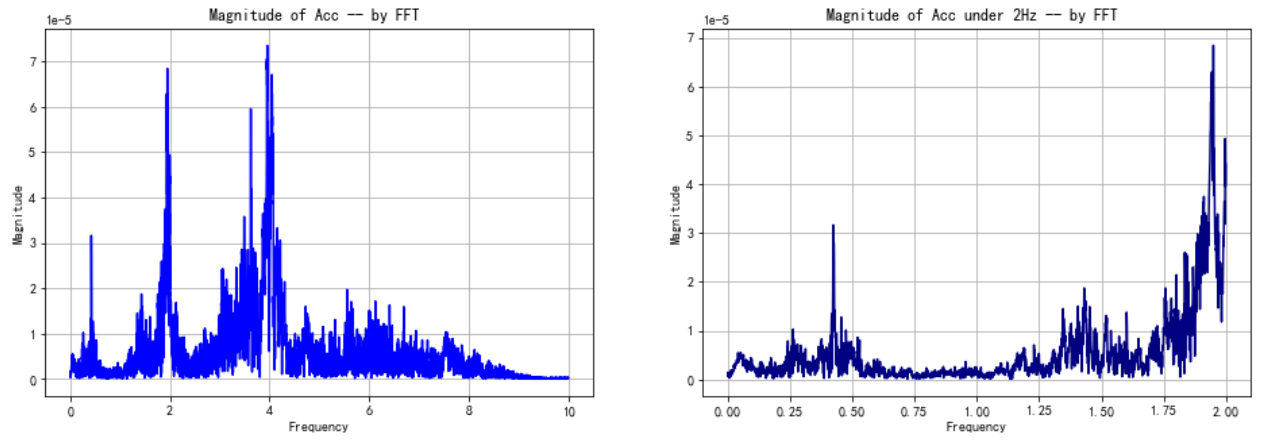 Magnitude of Acc -- by FFT
1e-5
7
6
5
4
3
2
1
0
Magnitude
0 2 4 6 8 10
Frequency
Magnitude of Acc under 2Hz -- by FFT
1e-5
7
6
5
4
3
2
1
0
Magnitude
0.00 0.25 0.50 0.75 1.00 1.25 1.50 1.75 2.00
Frequency